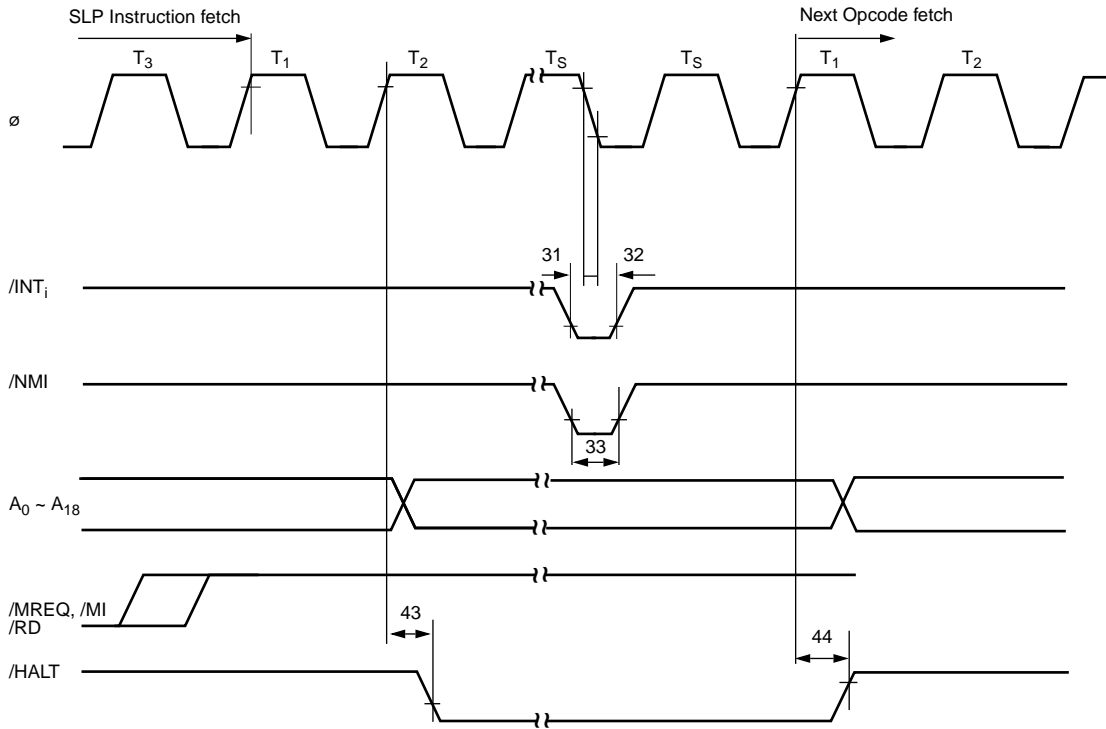 SLP Instruction fetch
Next Opcode fetch
T3 T1 T2 TS TS T1 T2
ø
31 32
/INTi
/NMI
33
A0 ~ A18
/MREQ, /MI
/RD
43
44
/HALT